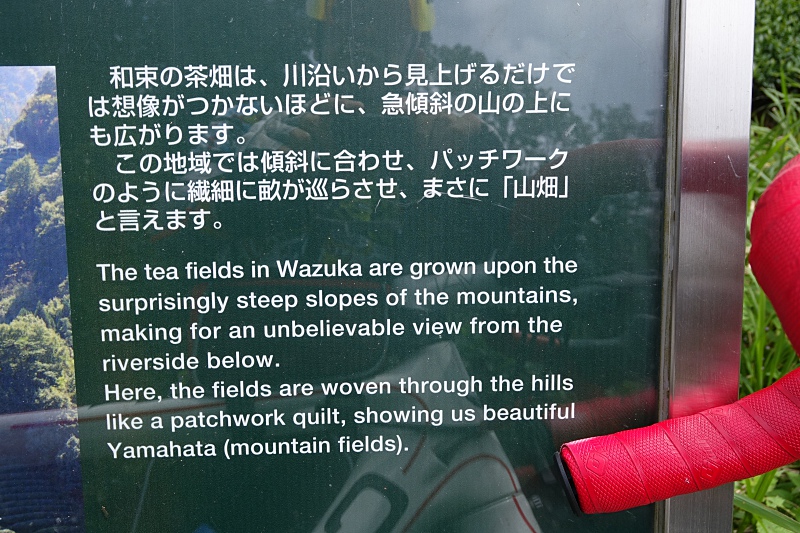 和束の茶畑は、川沿いから見上げるだけで
は想像がつかないほどに、急傾斜の山の上に
も広がります。
この地域では傾斜に合わせ、パッチワーク
のように繊細に畝が巡らさせ、まさに「山畑」
と言えます。
The tea fields in Wazuka are grown upon the
surprisingly steep slopes of the mountains,
making for an unbelievable view from the
riverside below.
Here, the fields are woven through the hills
like a patchwork quilt, showing us beautiful
Yamahata (mountain fields).